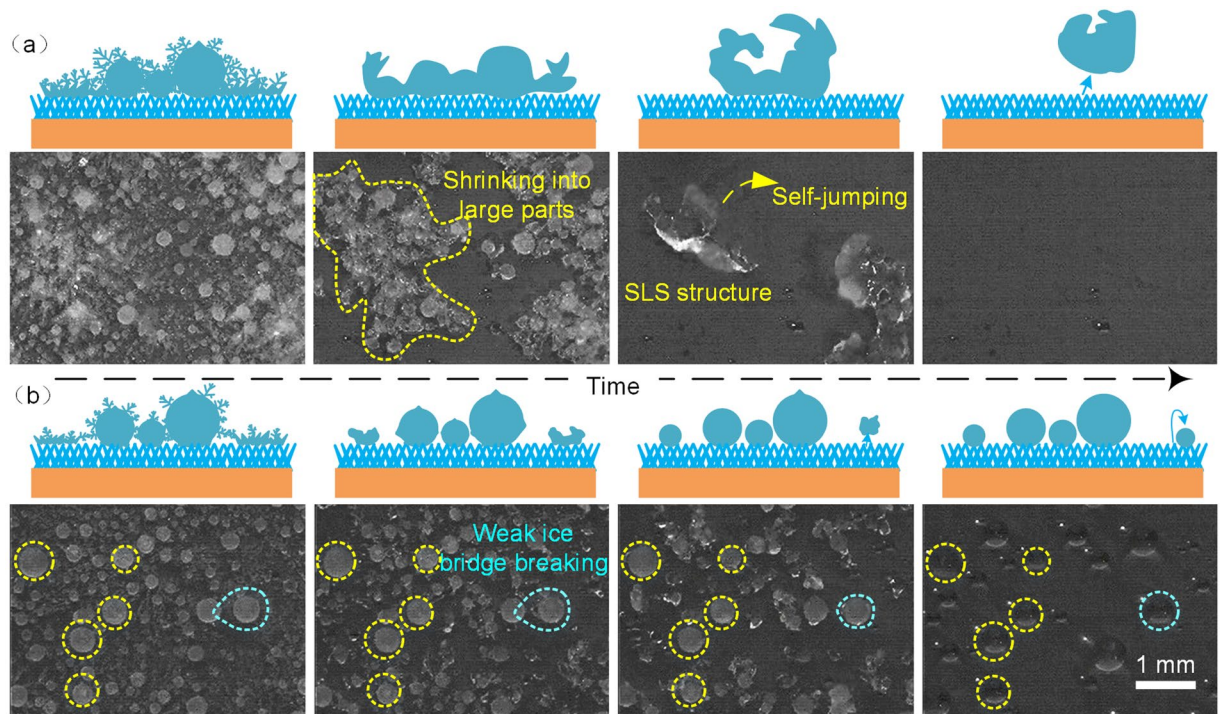 (a)
Shrinking into
large parts
Self-jumping
SLS structure
Time
(b)
Weak ice
bridge breaking
1 mm